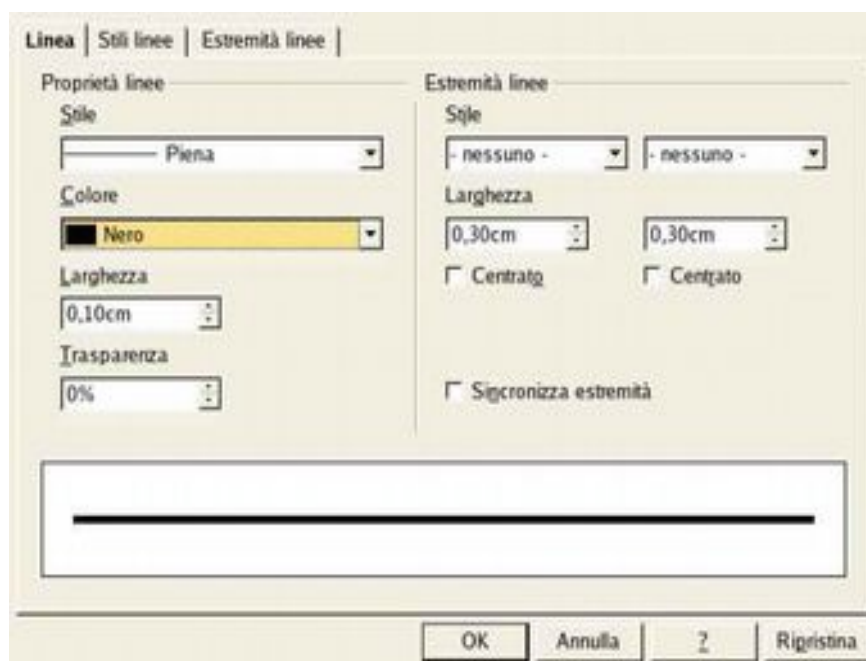 Linea Stili linee Estremità linee
Proprietà linee
Stile
Piena
Colore
Nero
Larghezza
0,10cm
Trasparenza
0%
Estremità linee
Stile
- nessuno - - nessuno -
Larghezza
0,30cm 0,30cm
Centrato Centrato
Sincronizza estremità
OK Annulla ? Ripristina